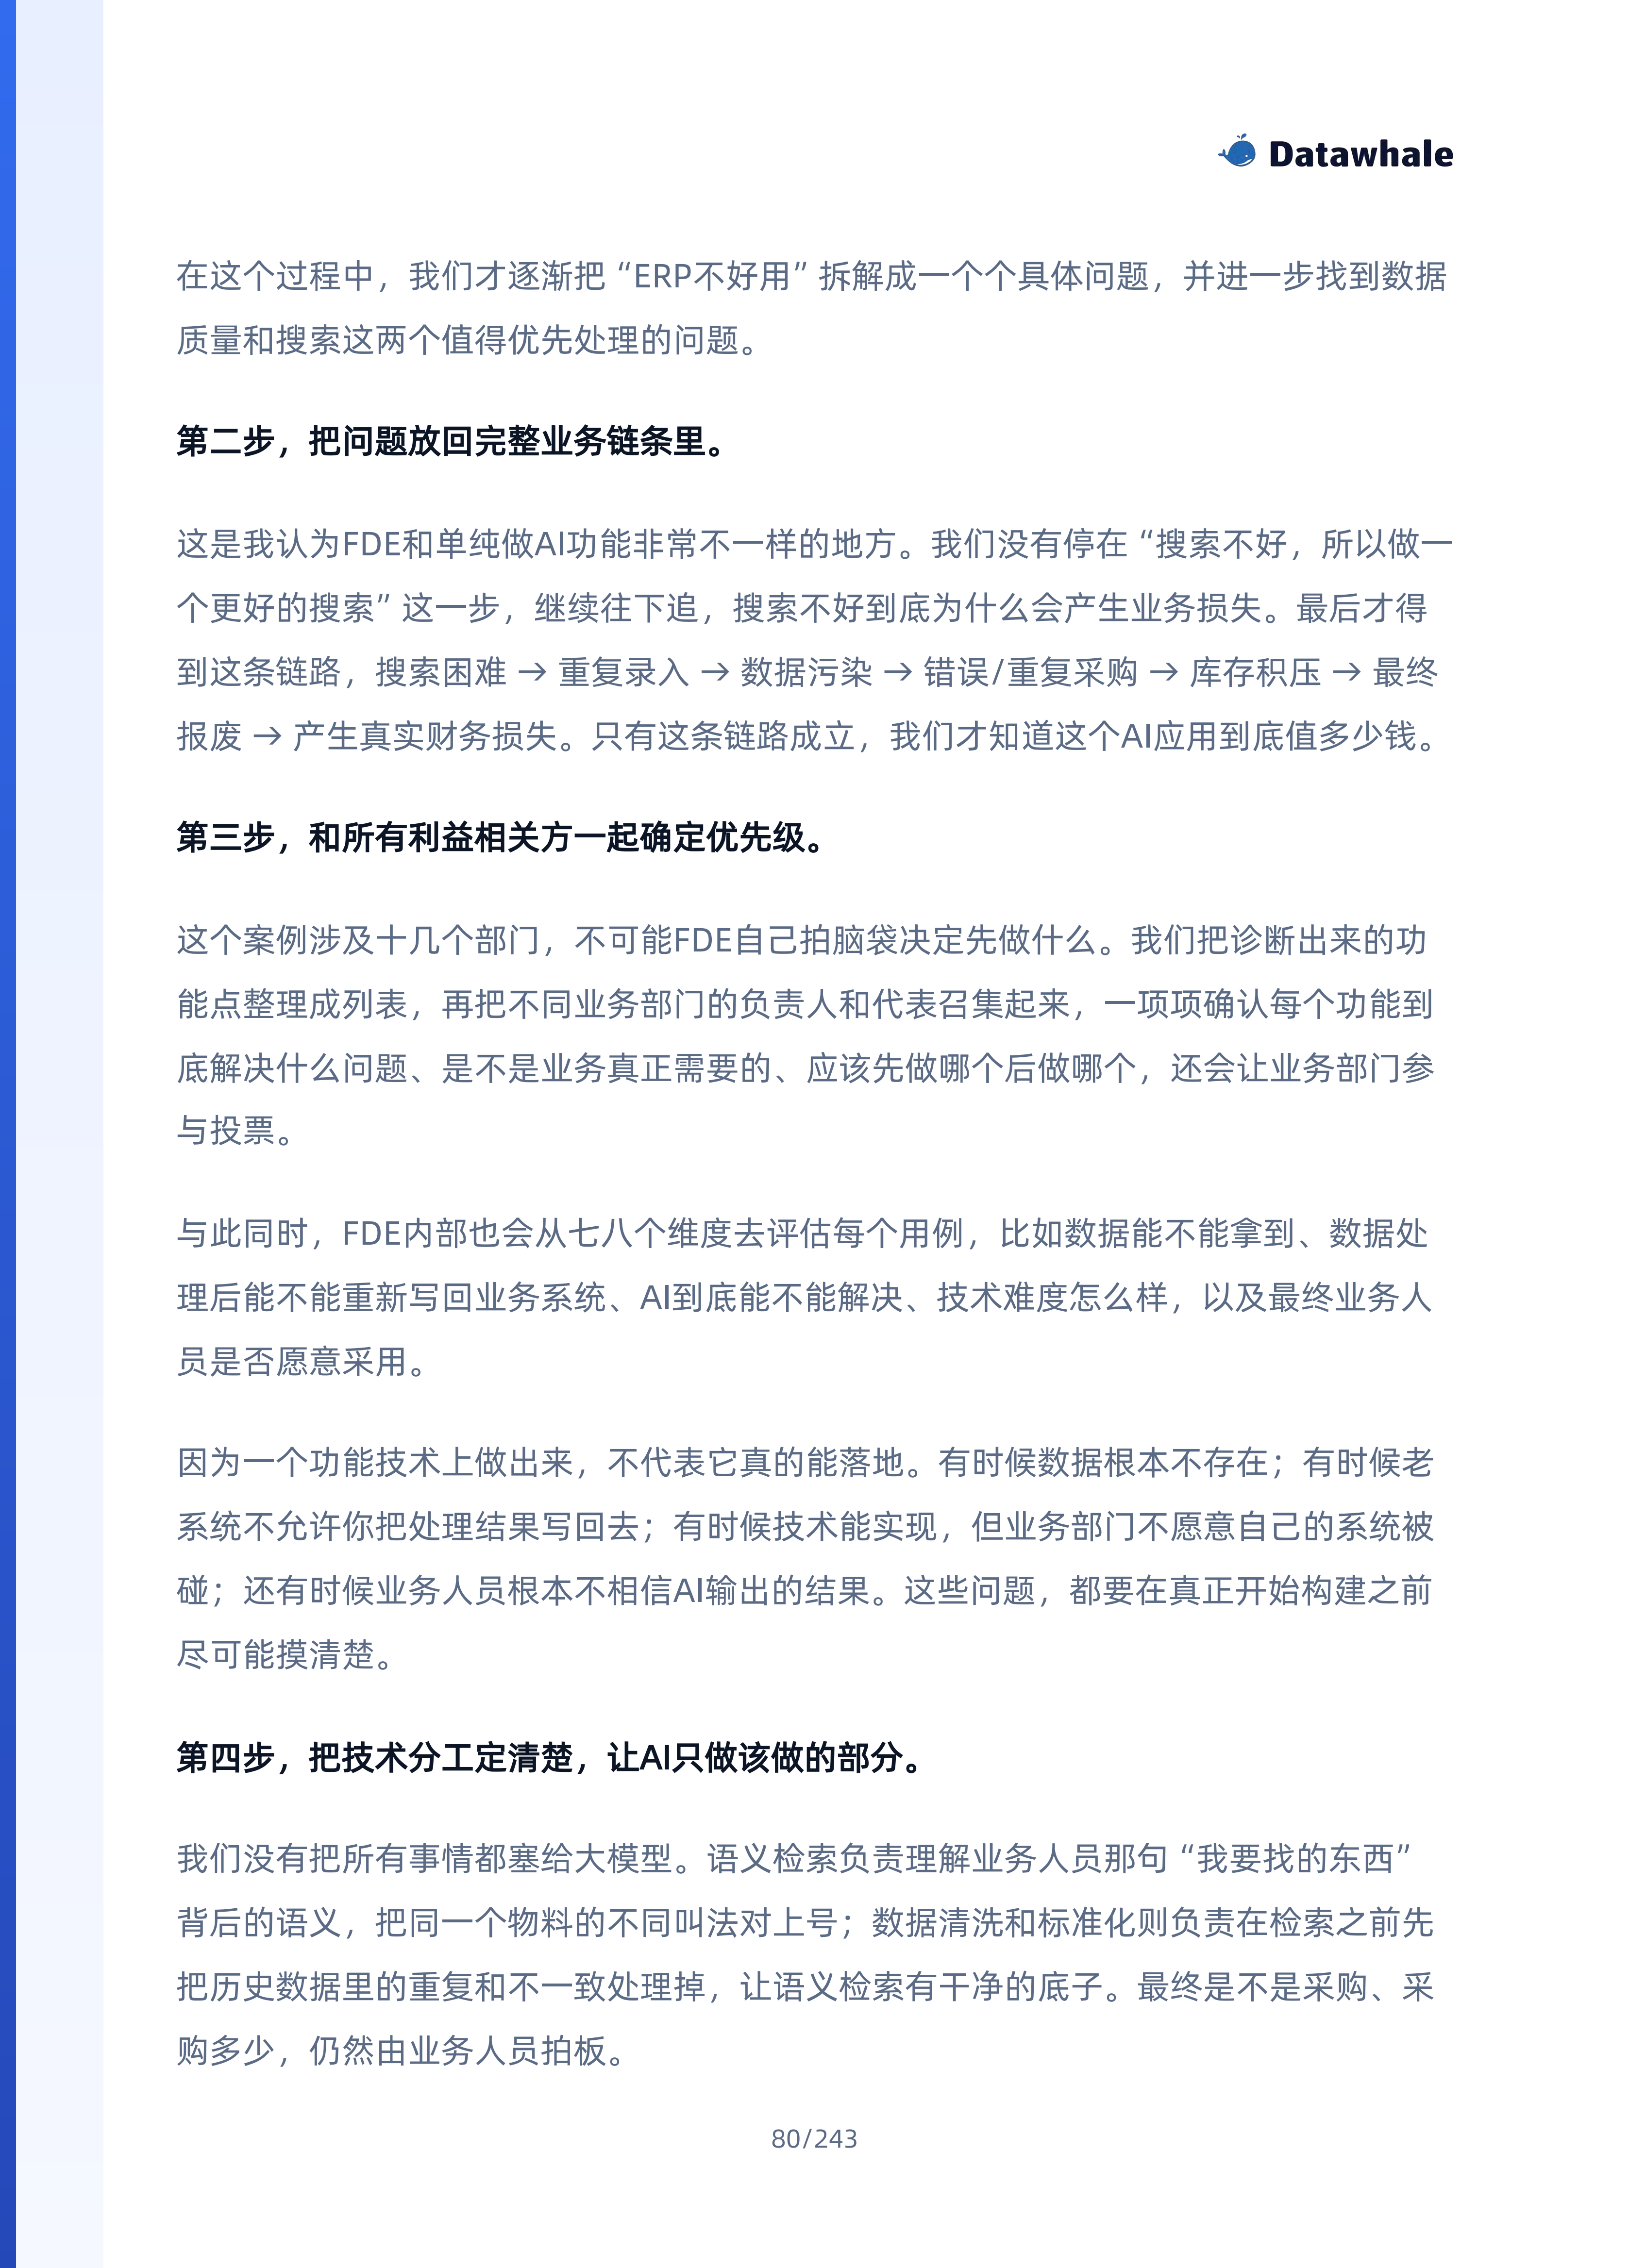 Datawhale
在这个过程中，我们才逐渐把“ERP不好用”拆解成一个个具体问题，并进一步找到数据
质量和搜索这两个值得优先处理的问题。
第二步，把问题放回完整业务链条里。
这是我认为FDE和单纯做AI功能非常不一样的地方。我们没有停在“搜索不好，所以做一
个更好的搜索”这一步，继续往下追，搜索不好到底为什么会产生业务损失。最后才得
到这条链路，搜索困难 → 重复录入 → 数据污染 → 错误/重复采购 → 库存积压 → 最终
报废 → 产生真实财务损失。只有这条链路成立，我们才知道这个AI应用到底值多少钱。
第三步，和所有利益相关方一起确定优先级。
这个案例涉及十几个部门，不可能FDE自己拍脑袋决定先做什么。我们把诊断出来的功
能点整理成列表，再把不同业务部门的负责人和代表召集起来，一项项确认每个功能到
底解决什么问题、是不是业务真正需要的、应该先做哪个后做哪个，还会让业务部门参
与投票。
与此同时，FDE内部也会从七八个维度去评估每个用例，比如数据能不能拿到、数据处
理后能不能重新写回业务系统、AI到底能不能解决、技术难度怎么样，以及最终业务人
员是否愿意采用。
因为一个功能技术上做出来，不代表它真的能落地。有时候数据根本不存在；有时候老
系统不允许你把处理结果写回去；有时候技术能实现，但业务部门不愿意自己的系统被
碰；还有时候业务人员根本不相信AI输出的结果。这些问题，都要在真正开始构建之前
尽可能摸清楚。
第四步，把技术分工定清楚，让AI只做该做的部分。
我们没有把所有事情都塞给大模型。语义检索负责理解业务人员那句“我要找的东西”
背后的语义，把同一个物料的不同叫法对上号；数据清洗和标准化则负责在检索之前先
把历史数据里的重复和不一致处理掉，让语义检索有干净的底子。最终是不是采购、采
购多少，仍然由业务人员拍板。
80/243